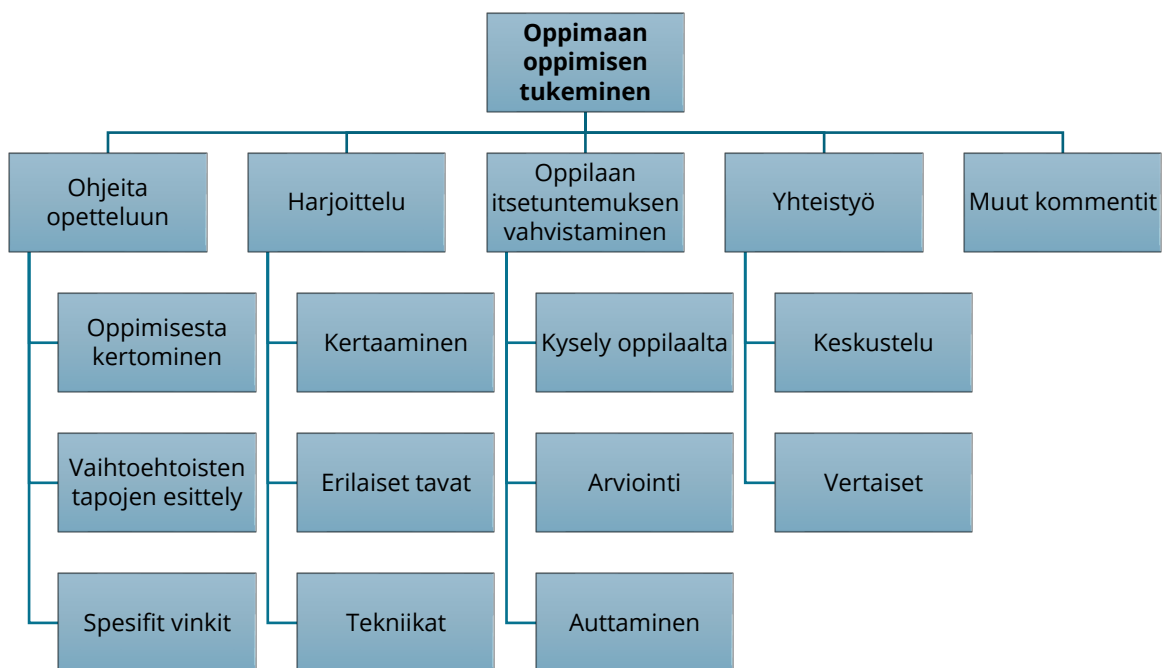 Oppimaan
oppimisen
tukeminen
Ohjeita
opetteluun
Harjoittelu
Oppilaan
itsetuntemuksen
vahvistaminen
Yhteistyö
Muut kommentit
Oppimisesta
kertominen
Kertaaminen
Kysely oppilaalta
Keskustelu
Vaihtoehtoisten
tapojen esittely
Erilaiset tavat
Arviointi
Vertaiset
Spesifit vinkit
Tekniikat
Auttaminen